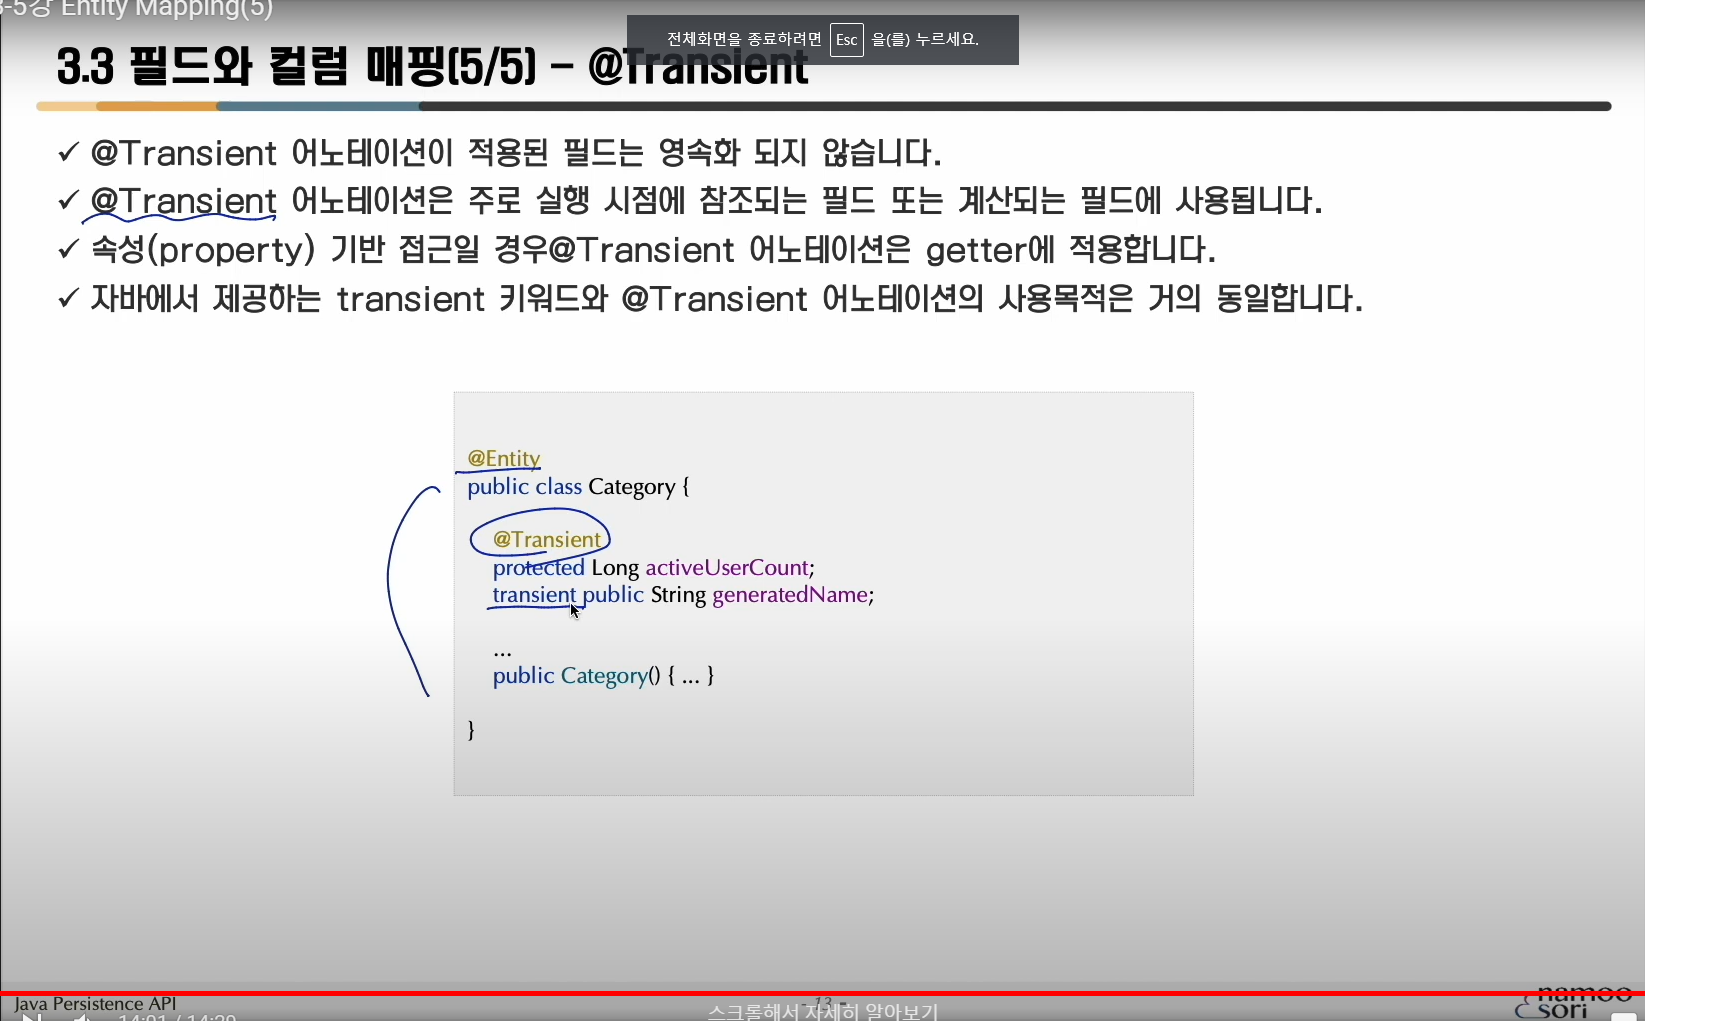 3-5강 Entity Mapping(5)
전체화면을 종료하려면 Esc 을(를) 누르세요.
3.3 필드와 컬럼 매핑(5/5) – @Transient
✓ @Transient 어노테이션이 적용된 필드는 영속화 되지 않습니다.
✓ @Transient 어노테이션은 주로 실행 시점에 참조되는 필드 또는 계산되는 필드에 사용됩니다.
✓ 속성(property) 기반 접근일 경우@Transient 어노테이션은 getter에 적용합니다.
✓ 자바에서 제공하는 transient 키워드와 @Transient 어노테이션의 사용목적은 거의 동일합니다.
@Entity
public class Category {
@Transient
protected Long activeUserCount;
transient public String generatedName;
...
public Category() { ... }
}
Java Persistence API
- 13 -
namoo
sori
14:01 / 14:29
스크롤해서 자세히 알아보기